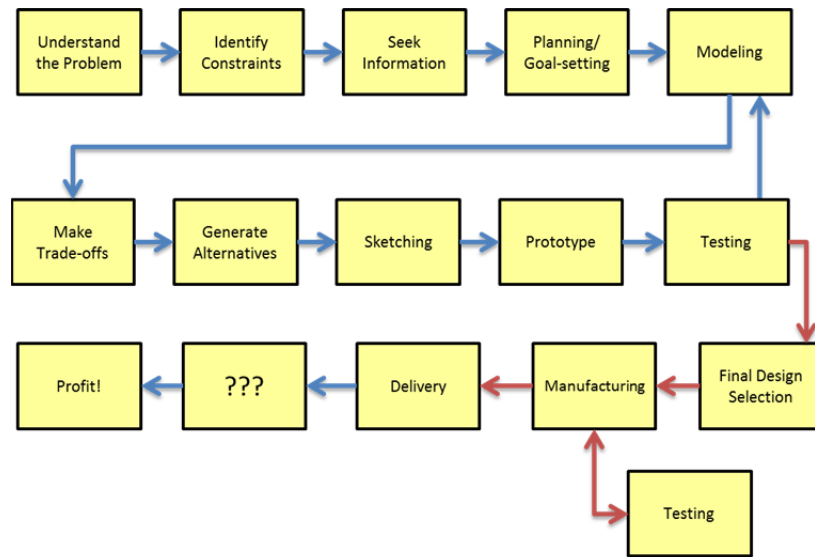 Understand
the Problem
Identify
Constraints
Seek
Information
Planning/
Goal-setting
Modeling
Make
Trade-offs
Generate
Alternatives
Sketching
Prototype
Testing
Profit!
???
Delivery
Manufacturing
Final Design
Selection
Testing